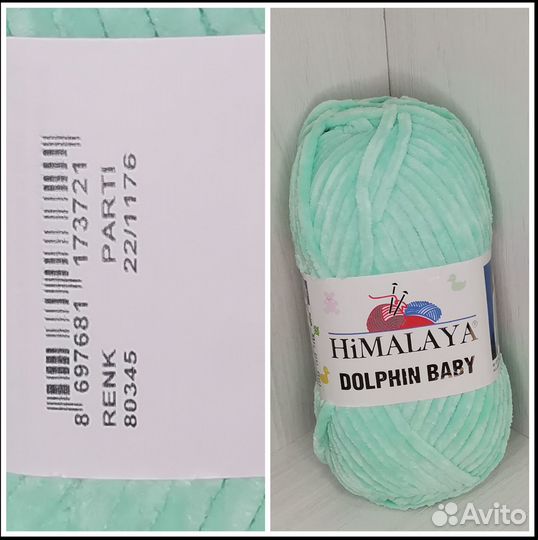 8 697681 173721
RENK PARTI
80345 22/1176
HiMALAYA®
DOLPHIN BABY
Avito